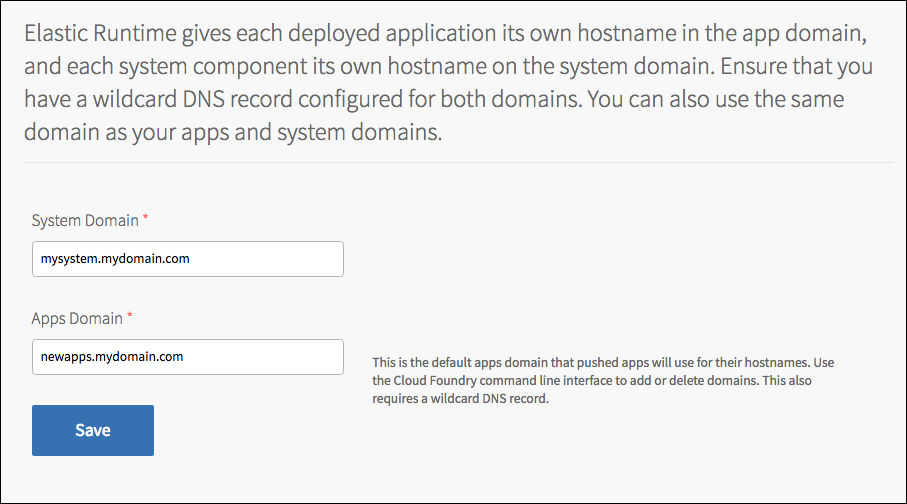 Elastic Runtime gives each deployed application its own hostname in the app domain,
and each system component its own hostname on the system domain. Ensure that you
have a wildcard DNS record configured for both domains. You can also use the same
domain as your apps and system domains.
System Domain *
mysystem.mydomain.com
Apps Domain *
newapps.mydomain.com
This is the default apps domain that pushed apps will use for their hostnames. Use
the Cloud Foundry command line interface to add or delete domains. This also
requires a wildcard DNS record.
Save